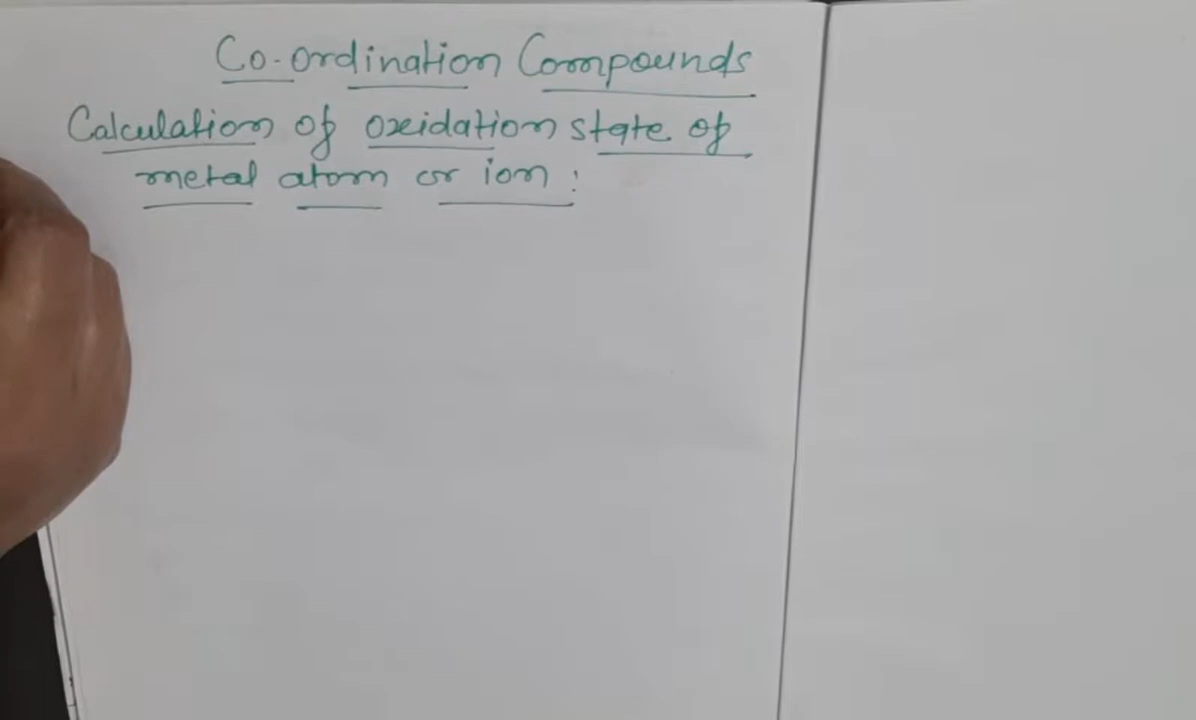 Co-ordination Compounds
Calculation of oxidation state of
metal atom or ion :